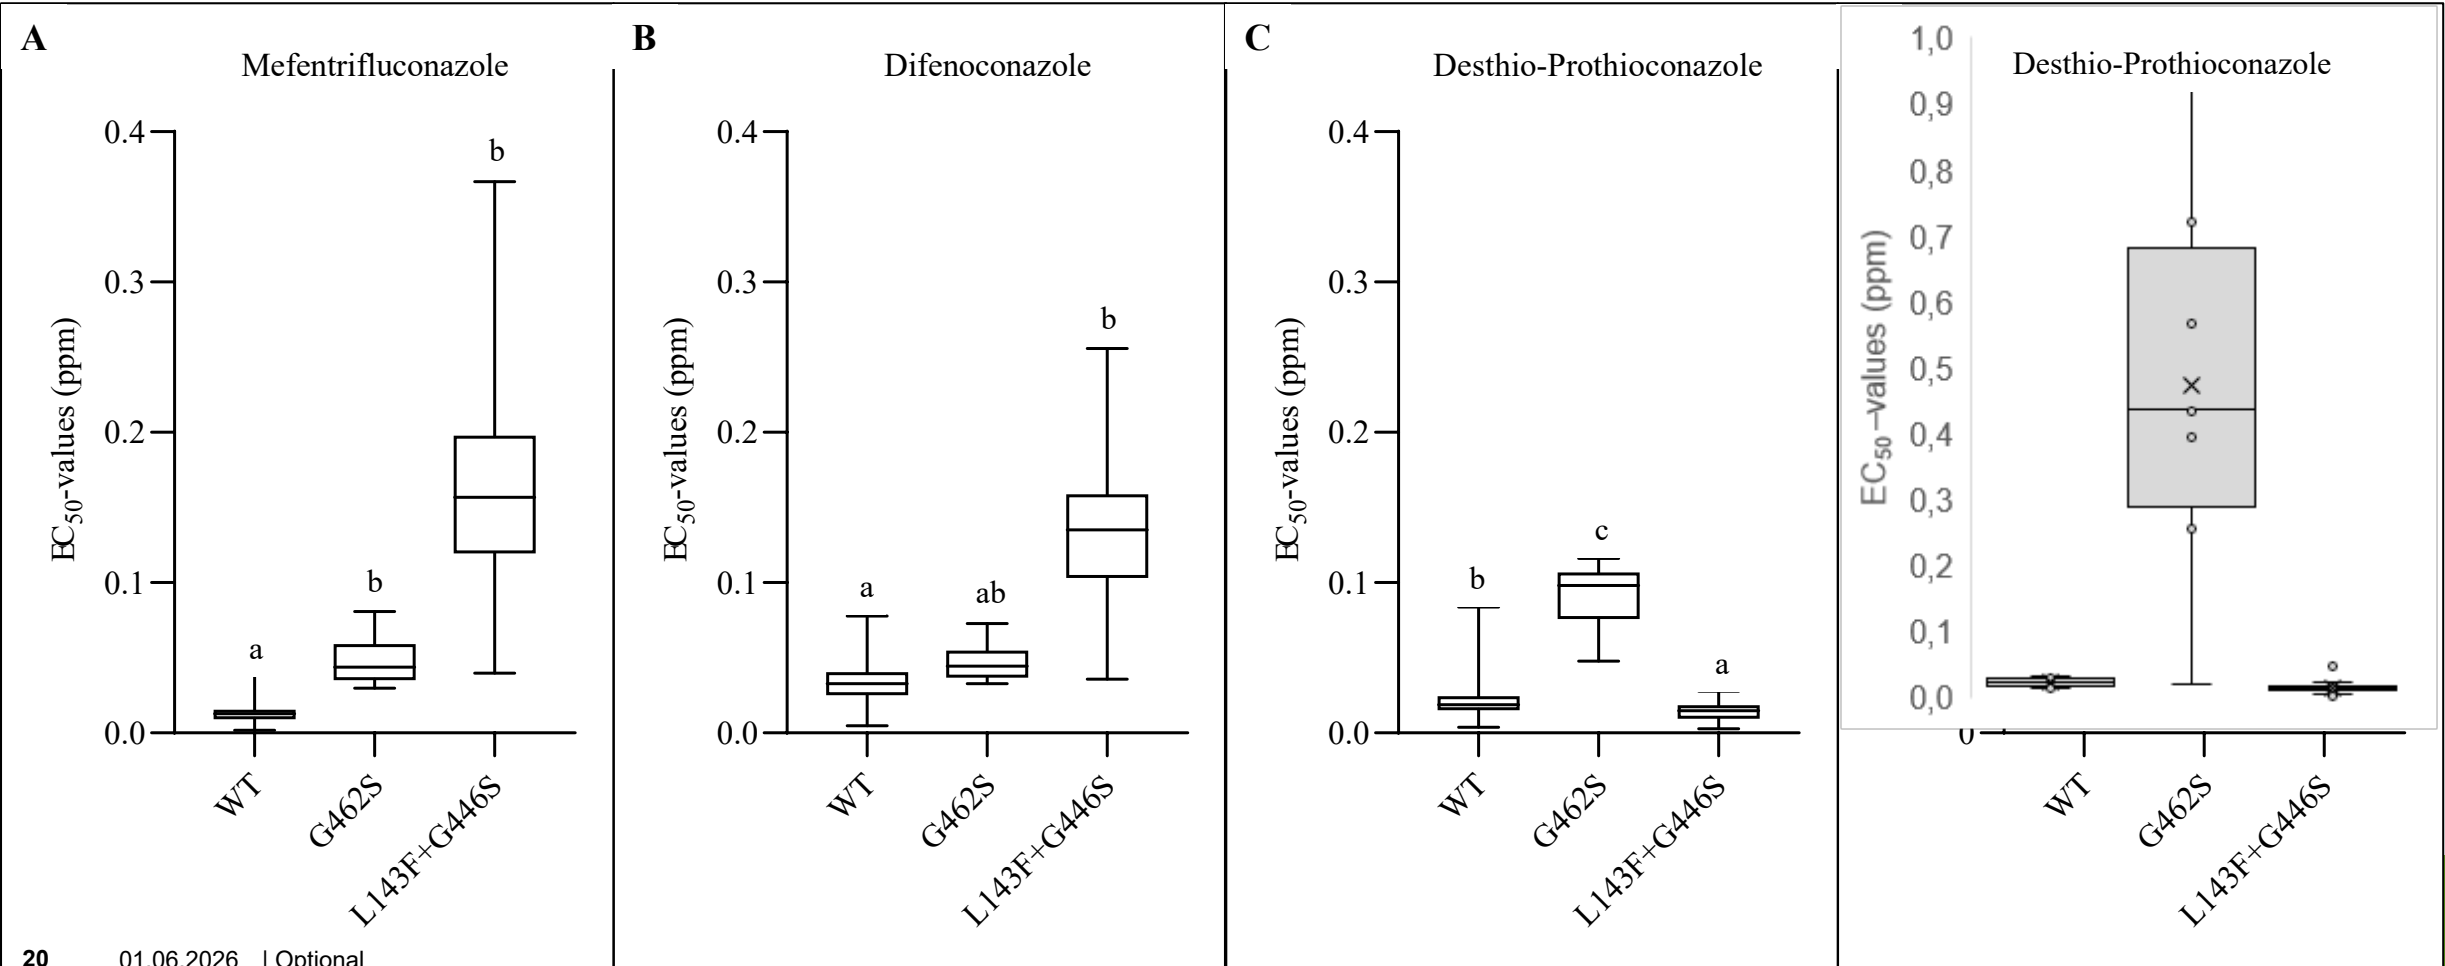 A
Mefentrifluconazole
EC50-values (ppm)
0.4
0.3
0.2
0.1
0.0
a
b
b
WT
G462S
L143F+G446S
B
Difenoconazole
EC50-values (ppm)
0.4
0.3
0.2
0.1
0.0
a
ab
b
WT
G462S
L143F+G446S
C
Desthio-Prothioconazole
EC50-values (ppm)
0.4
0.3
0.2
0.1
0.0
b
c
a
WT
G462S
L143F+G446S
Desthio-Prothioconazole
EC50–values (ppm)
1,0
0,9
0,8
0,7
0,6
0,5
0,4
0,3
0,2
0,1
0,0
0
WT
G462S
L143F+G446S
20 01.06.2026 | Optional